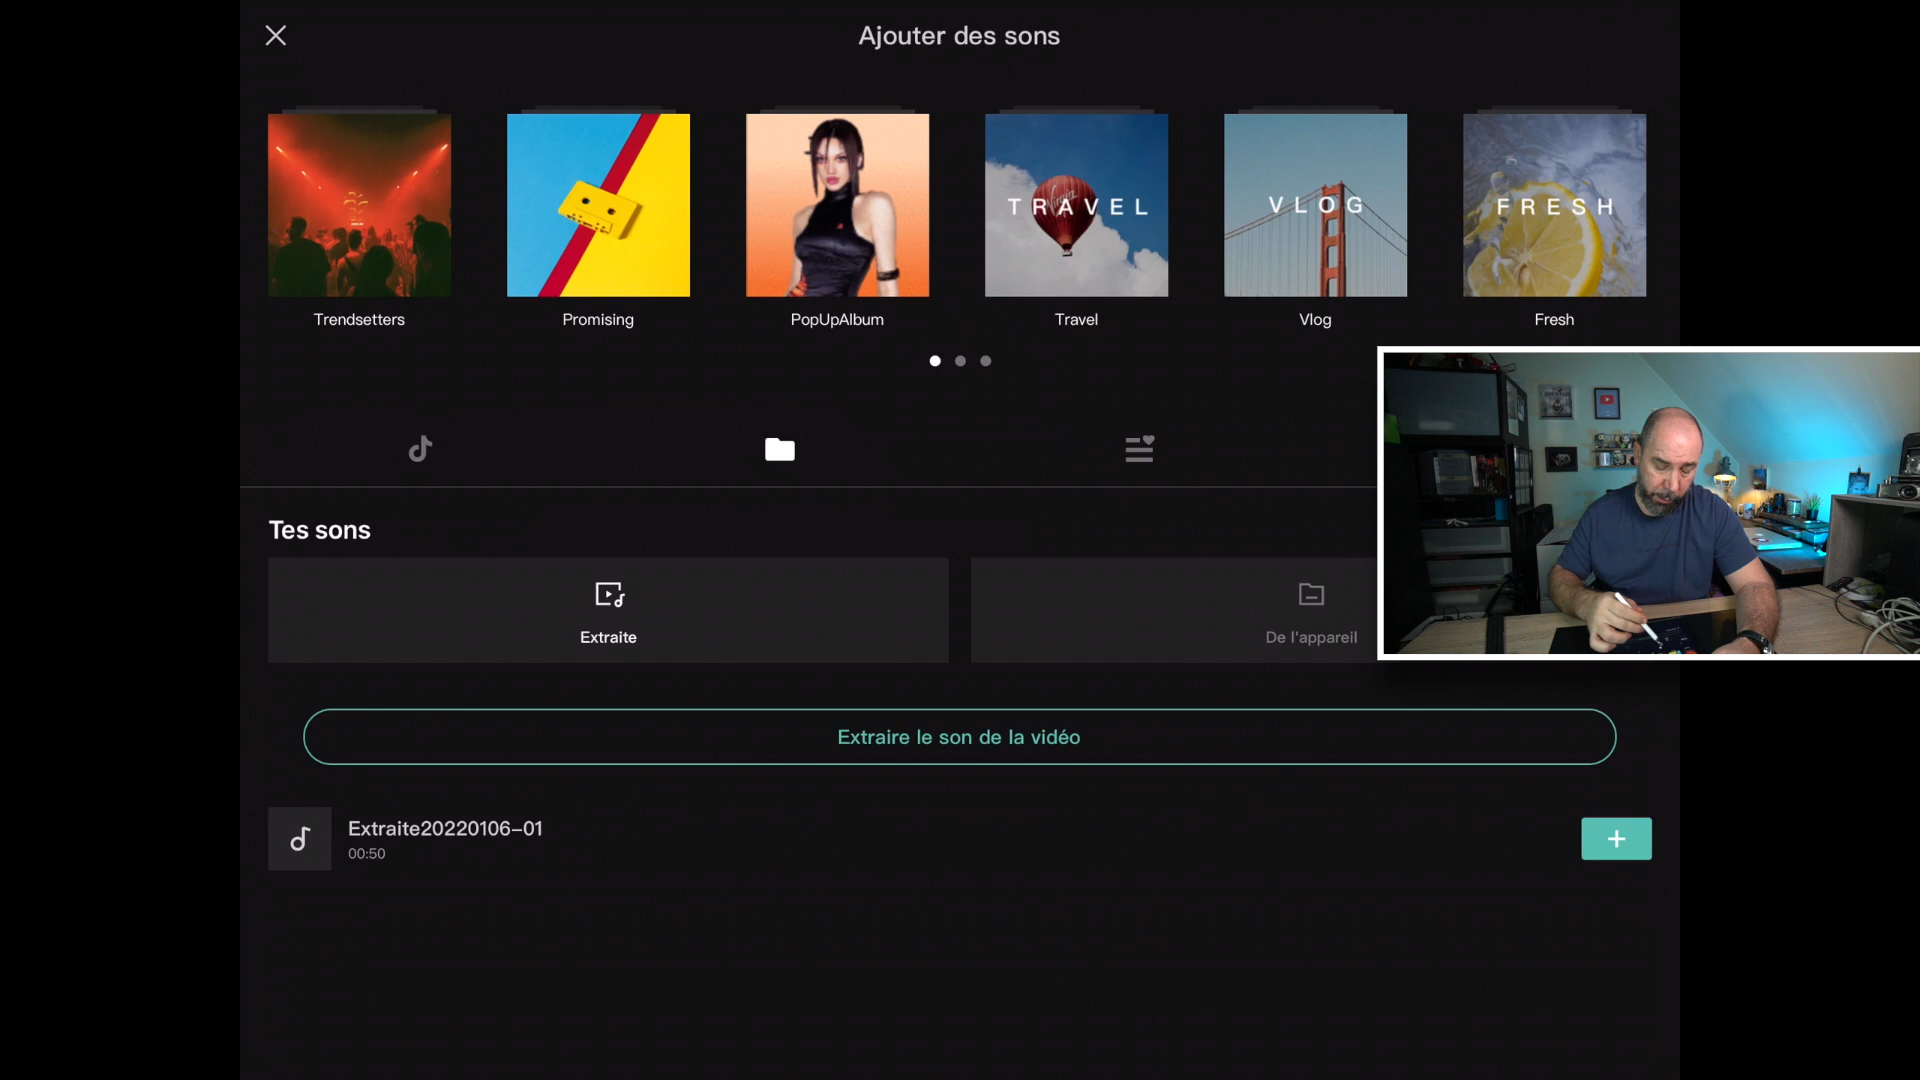 Ajouter des sons
TRAVEL
VLOG
FRESH
Trendsetters
Promising
PopUpAlbum
Travel
Vlog
Fresh
Tes sons
Extraite
De l'appareil
Extraire le son de la vidéo
Extraite20220106–01
00:50